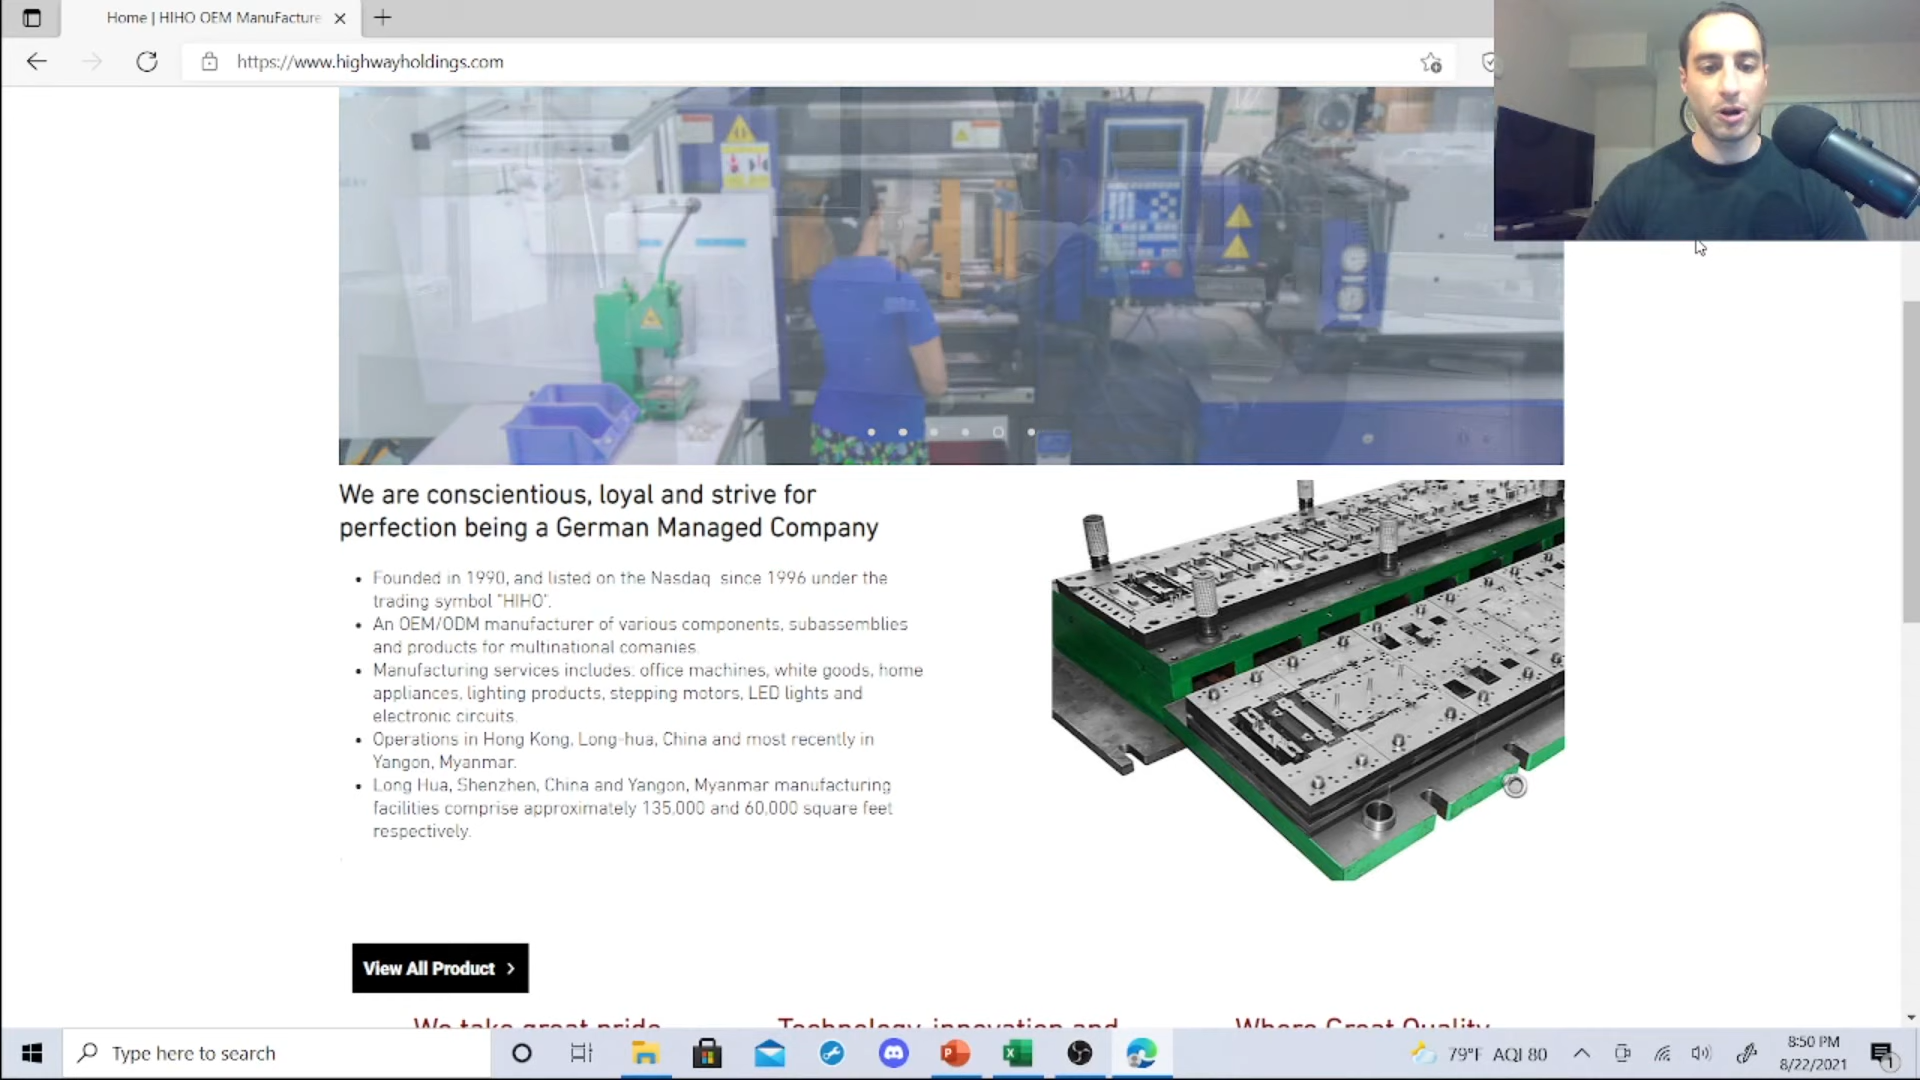 Home | HIHO OEM ManuFacture
https://www.highwayholdings.com
We are conscientious, loyal and strive for
perfection being a German Managed Company
Founded in 1990, and listed on the Nasdaq since 1996 under the
trading symbol "HIHO".
An OEM/ODM manufacturer of various components, subassemblies
and products for multinational comanies.
Manufacturing services includes: office machines, white goods, home
appliances, lighting products, stepping motors, LED lights and
electronic circuits.
Operations in Hong Kong, Long-hua, China and most recently in
Yangon, Myanmar.
Long Hua, Shenzhen, China and Yangon, Myanmar manufacturing
facilities comprise approximately 135,000 and 60,000 square feet
respectively.
View All Product >
We take great pride Technology, innovation and Where Great Quality
Type here to search
79°F AQI 80
8:50 PM
8/22/2021
1